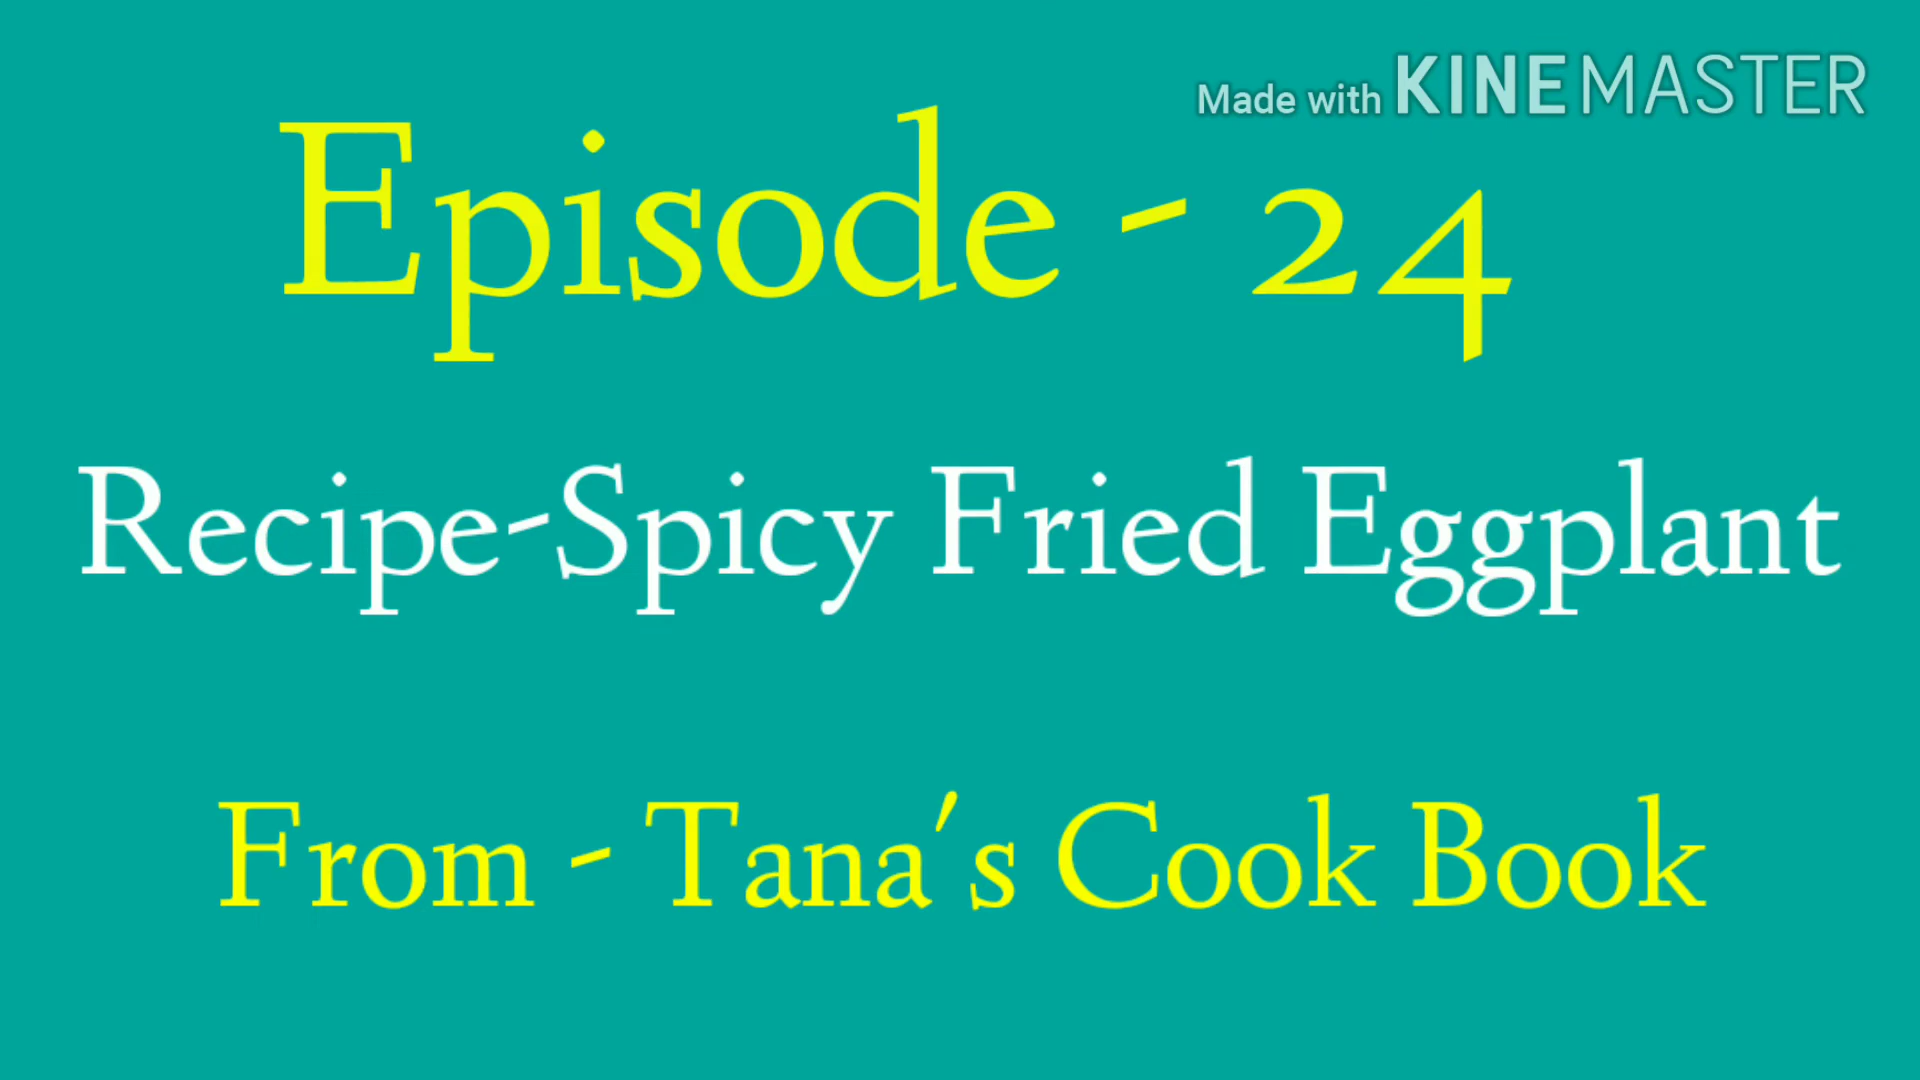 Made with KINEMASTER
Episode - 24
Recipe-Spicy Fried Eggplant
From - Tana's Cook Book